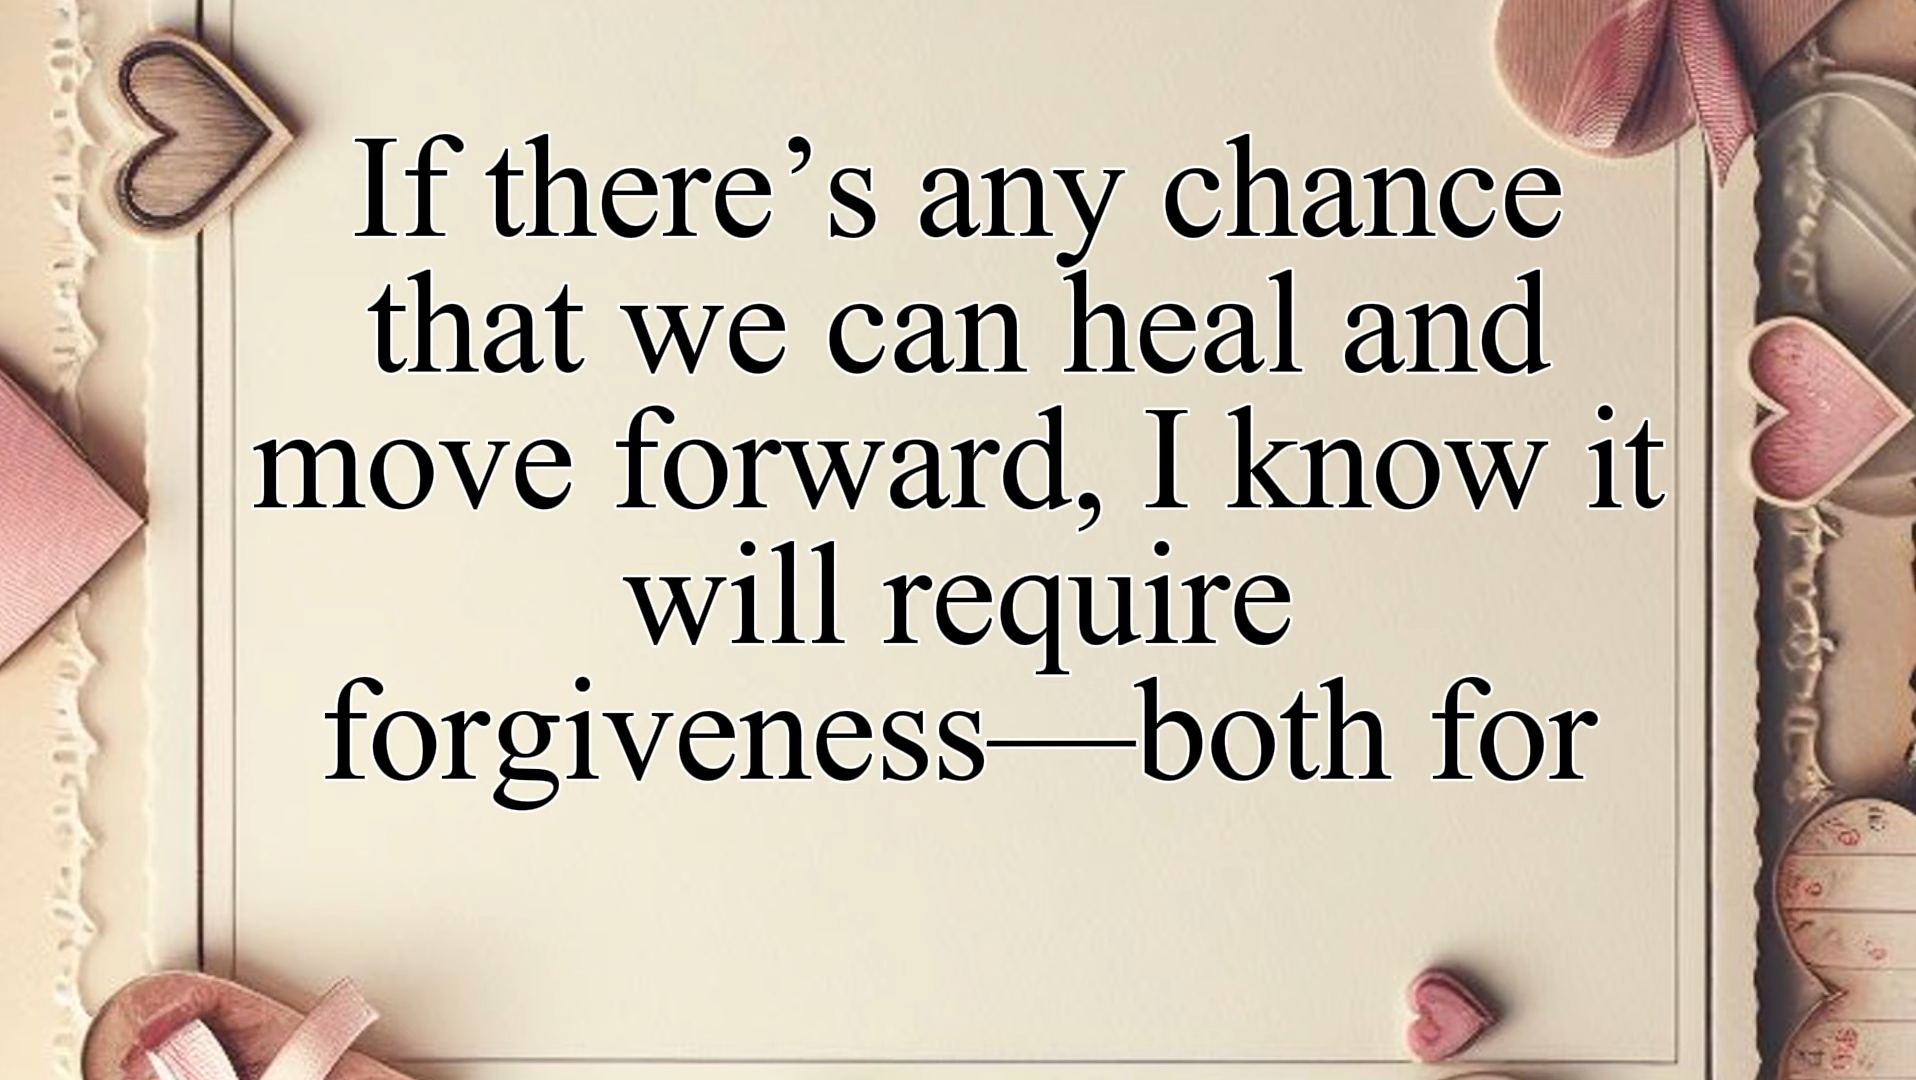 If there’s any chance
that we can heal and
move forward, I know it
will require
forgiveness—both for